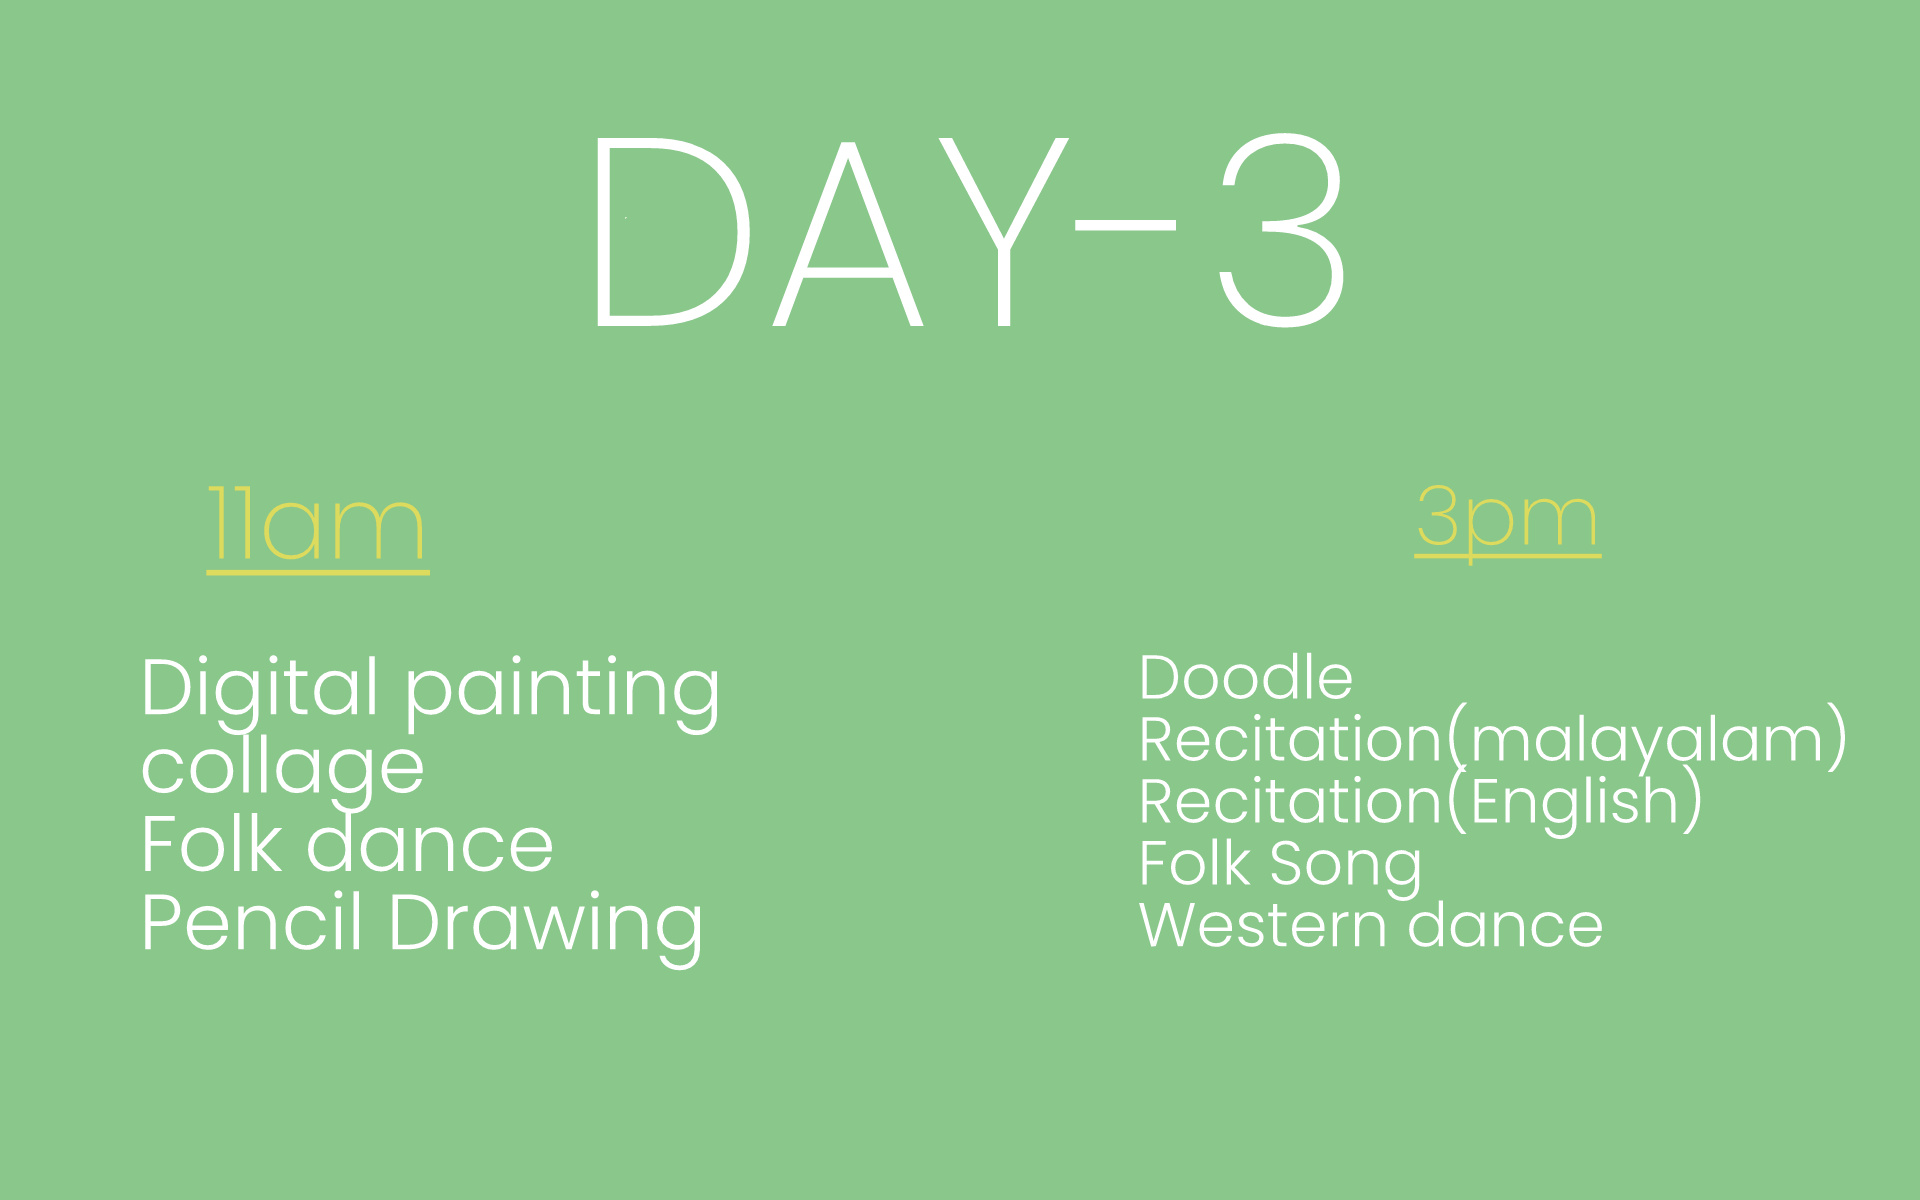 DAY-3
11am
Digital painting
collage
Folk dance
Pencil Drawing
3pm
Doodle
Recitation(malayalam)
Recitation(English)
Folk Song
Western dance